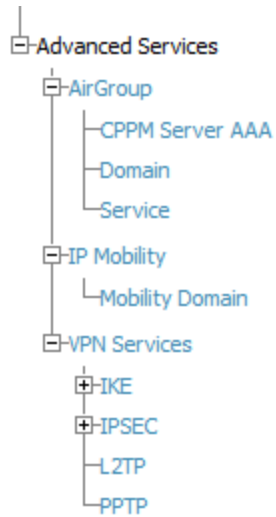 Advanced Services
AirGroup
CPPM Server AAA
Domain
Service
IP Mobility
Mobility Domain
VPN Services
IKE
IPSEC
L2TP
PPTP